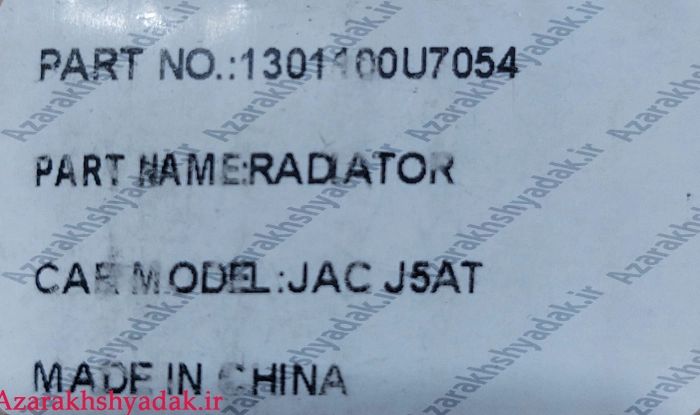 PART NO.:1301100U7054
PART NAME:RADIATOR
CAR MODEL:JAC J5AT
MADE IN CHINA
Azarakhshyadak.ir